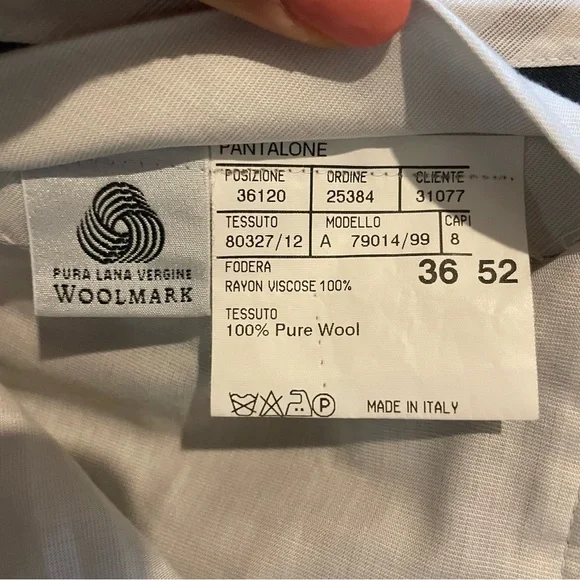 PANTALONE
POSIZIONE ORDINE CLIENTE
36120 25384 31077
TESSUTO MODELLO CAPI
80327/12 A 79014/99 8
FODERA 36 52
RAYON VISCOSE 100%
TESSUTO
100% Pure Wool
P MADE IN ITALY
PURA LANA VERGINE
WOOLMARK